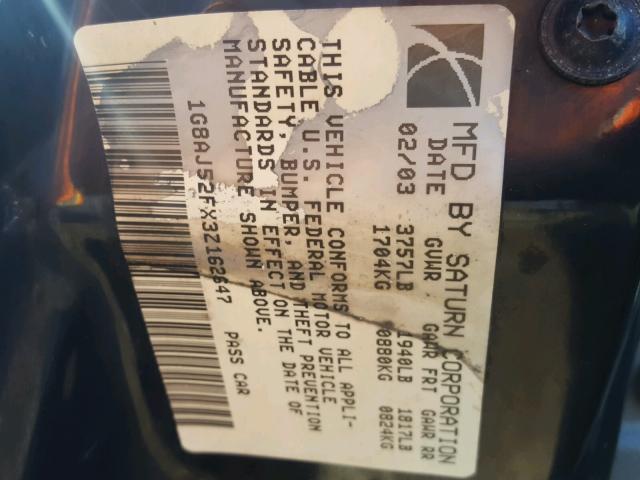 MFD BY SATURN CORPORATION
DATE GVWR GAWR FRT GAWR RR
02/03 3757LB 1940LB 1817LB
1704KG 0880KG 0824KG
THIS VEHICLE CONFORMS TO ALL APPLI-
CABLE U.S. FEDERAL MOTOR VEHICLE
SAFETY, BUMPER, AND THEFT PREVENTION
STANDARDS IN EFFECT ON THE DATE OF
MANUFACTURE SHOWN ABOVE.
1G8AJ52FX3Z162647 PASS CAR